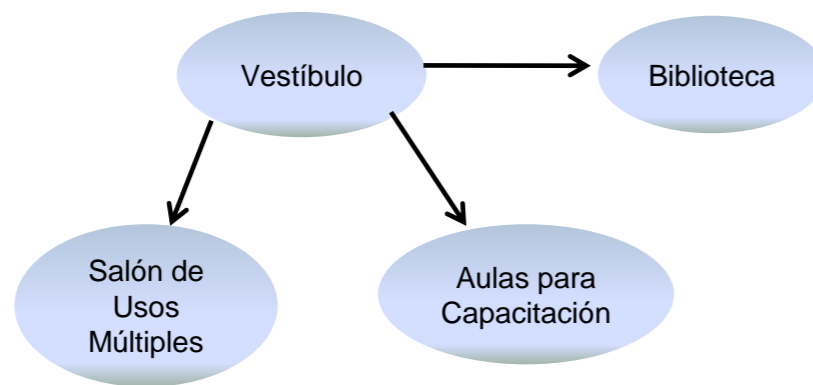 Vestíbulo
Biblioteca
Salón de
Usos
Múltiples
Aulas para
Capacitación